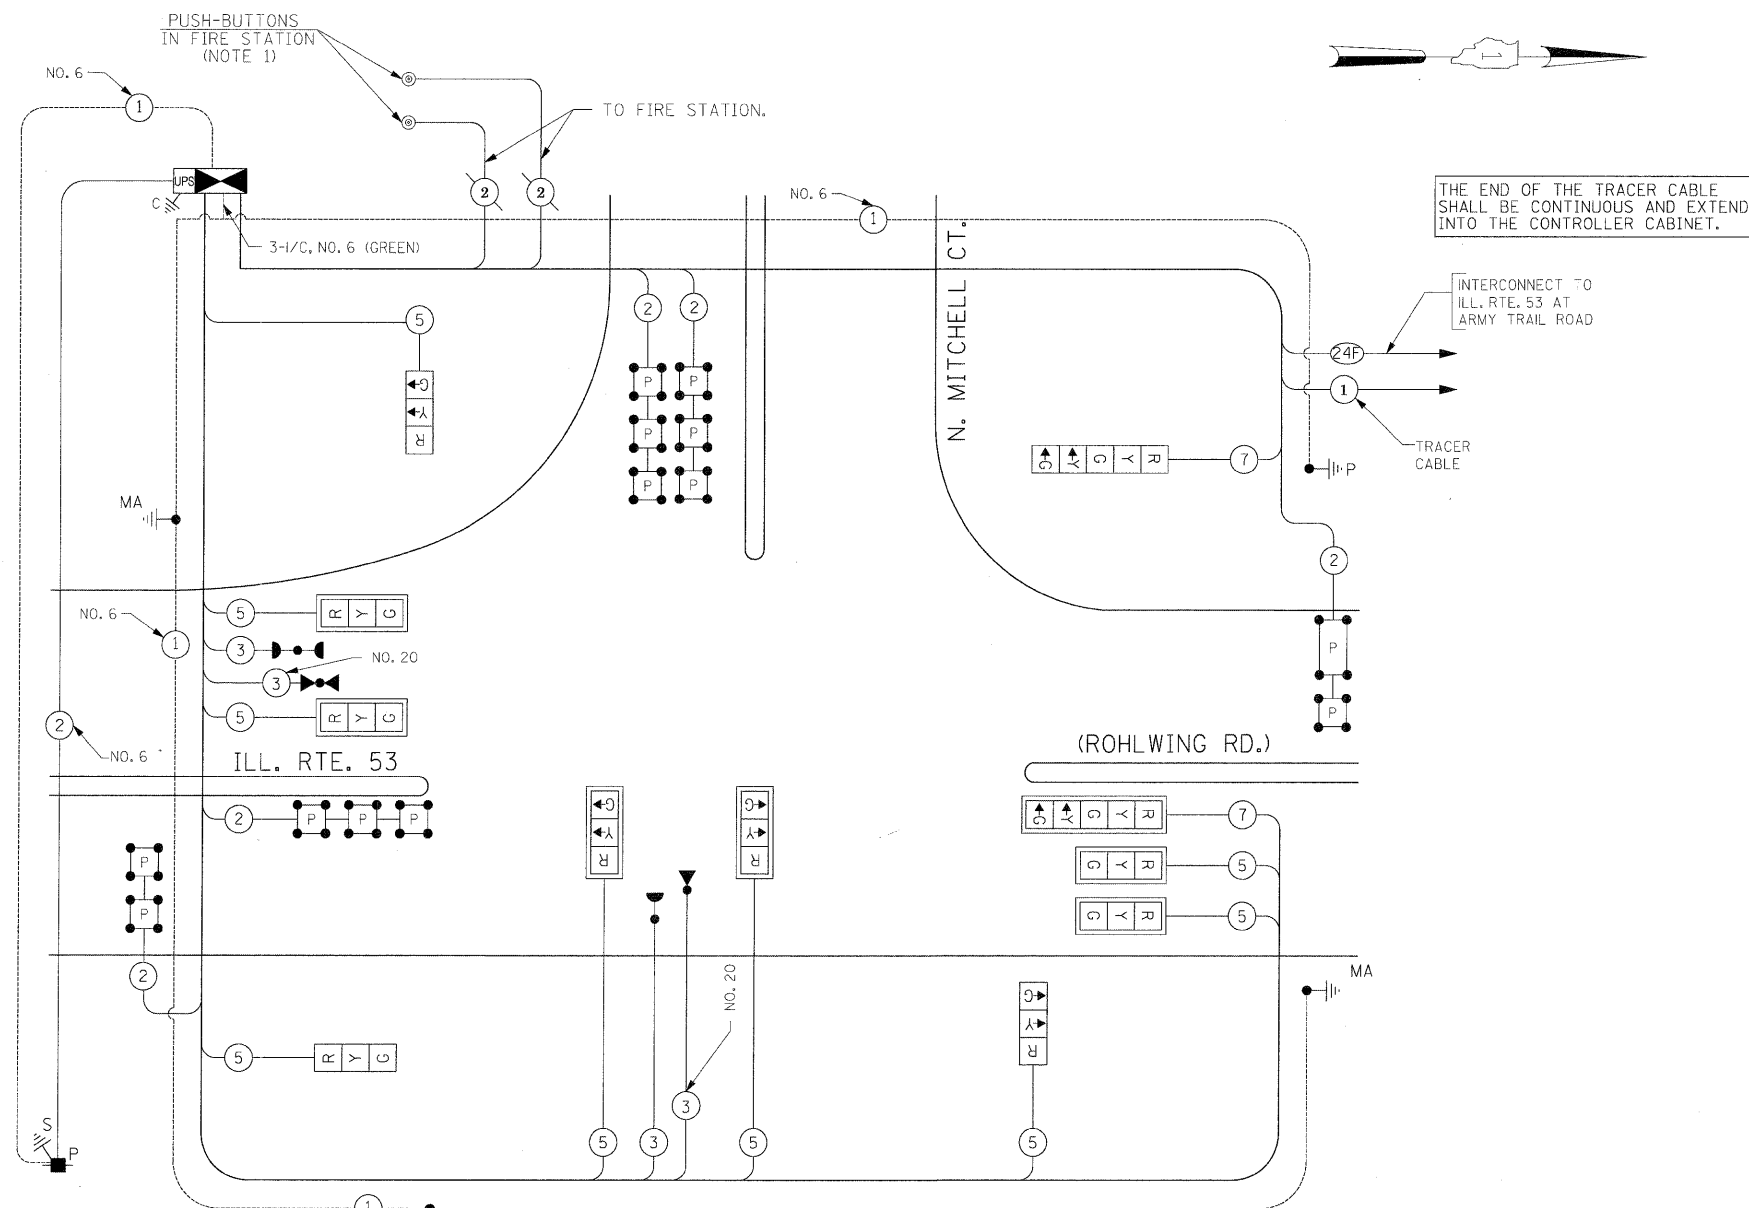 PUSH-BUTTONS
IN FIRE STATION
(NOTE 1)
NO. 6
1
TO FIRE STATION.
1
UPS
C
2
2
NO. 6
1
THE END OF THE TRACER CABLE
SHALL BE CONTINUOUS AND EXTEND
INTO THE CONTROLLER CABINET.
3-1/C, NO. 6 (GREEN)
N. MITCHELL CT.
INTERCONNECT TO
ILL. RTE. 53 AT
ARMY TRAIL ROAD
5
2
2
24F
1
G
Y
R
P
P
P
P
P
P
TRACER
CABLE
G
Y
G
Y
R
7
P
MA
2
NO. 6
1
5
R Y G
3
NO. 20
3
5
R Y G
P
P
2
NO. 6
ILL. RTE. 53
(ROHLWING RD.)
2
P
P
P
G
Y
R
G
Y
R
G
Y
G
Y
R
7
G
Y
R
5
G
Y
R
5
P
P
2
MA
NO. 20
G
Y
R
5
R Y G
3
S
P
5
3
5
5
1